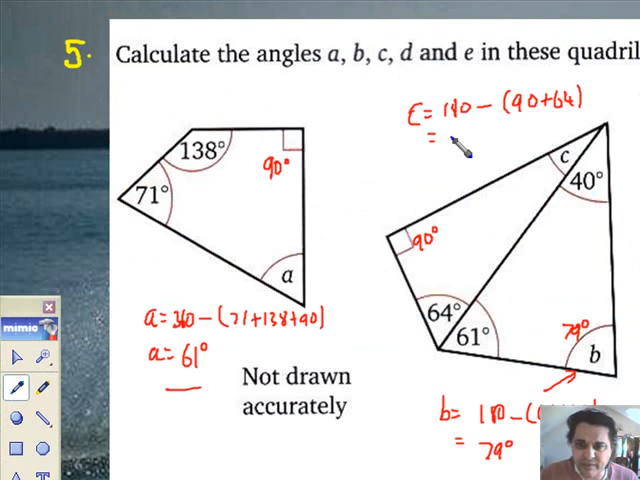 5. Calculate the angles a, b, c, d and e in these quadril
c = 180 - (90+64)
=
138°
90°
71°
a
c
40°
90°
64°
61°
79°
b
a = 360 - (71+138+90)
a = 61°
Not drawn
accurately
b = 180 - (
= 79°
mimio